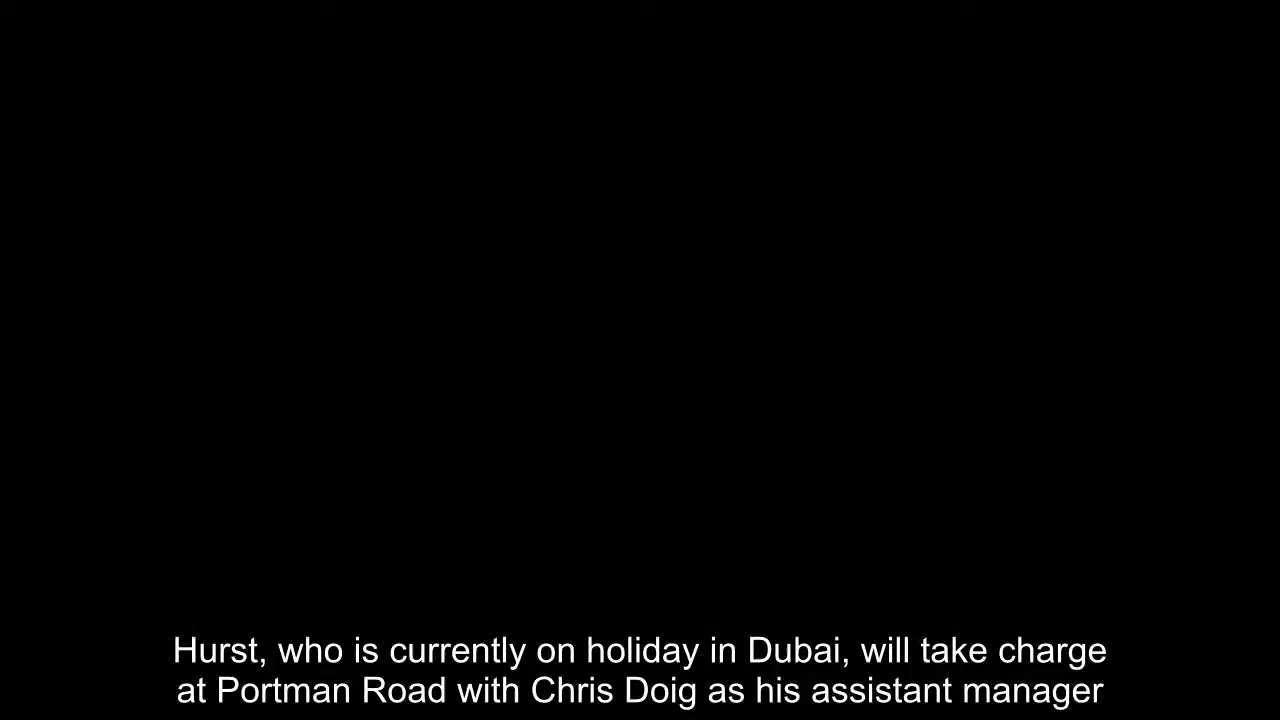 Hurst, who is currently on holiday in Dubai, will take charge
at Portman Road with Chris Doig as his assistant manager